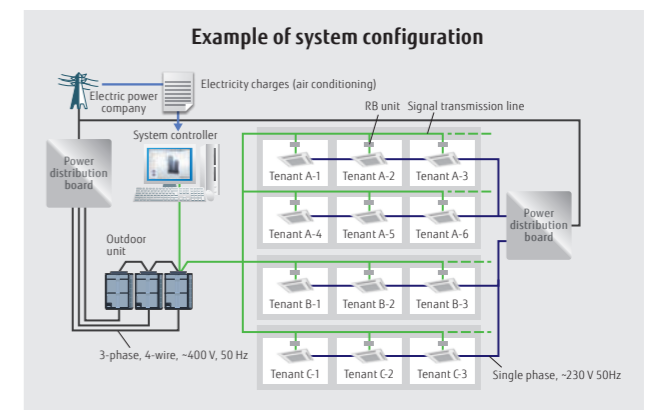 Example of system configuration
Electric power
company
Electricity charges (air conditioning)
RB unit
Signal transmission line
System controller
Power
distribution
board
Tenant A-1
Tenant A-2
Tenant A-3
Tenant A-4
Tenant A-5
Tenant A-6
Power
distribution
board
Outdoor
unit
Tenant B-1
Tenant B-2
Tenant B-3
3-phase, 4-wire, ~400 V, 50 Hz
Tenant C-1
Tenant C-2
Tenant C-3
Single phase, ~230 V 50Hz